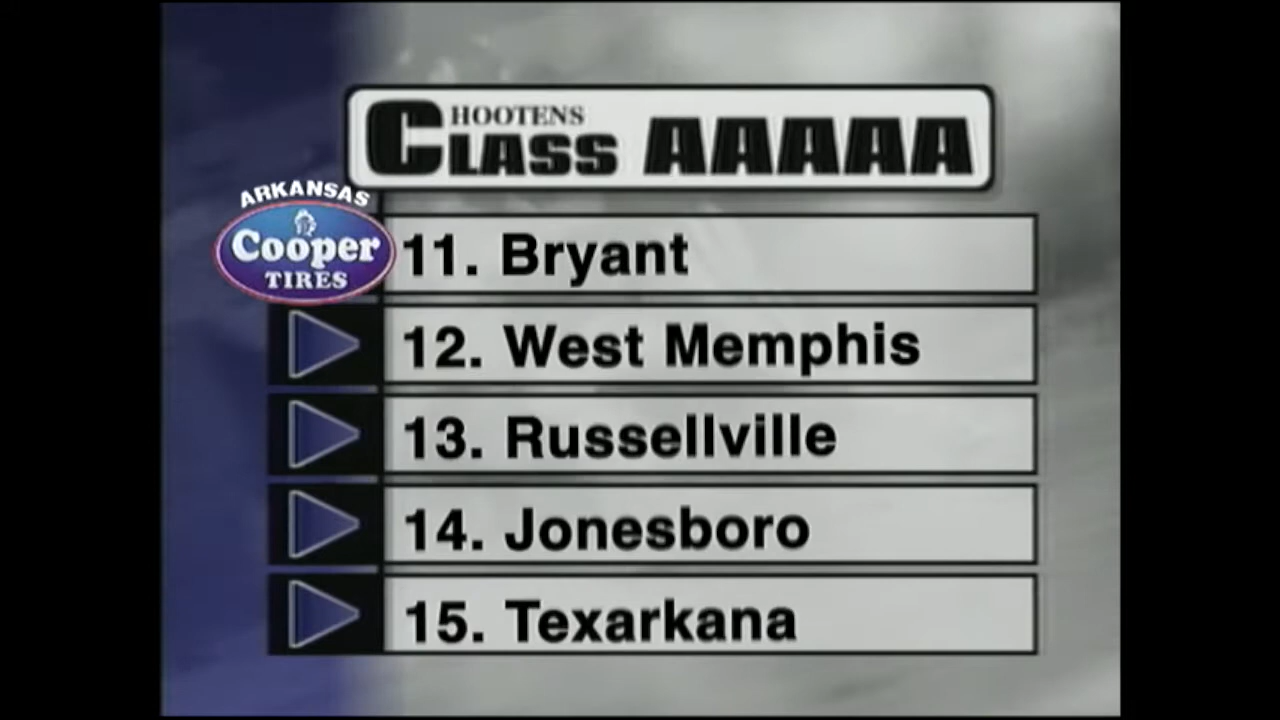 HOOTENS
CLASS AAAAA
ARKANSAS
Cooper
TIRES
11. Bryant
12. West Memphis
13. Russellville
14. Jonesboro
15. Texarkana